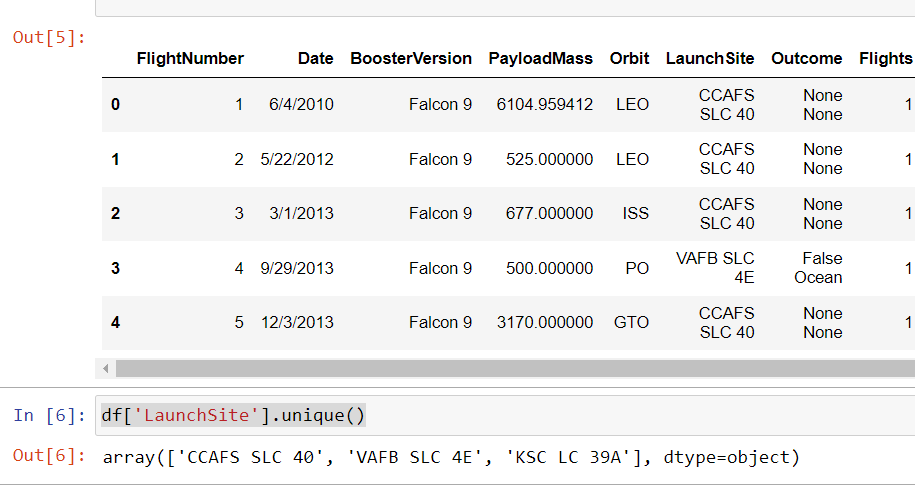 Out[5]:
FlightNumber Date BoosterVersion PayloadMass Orbit LaunchSite Outcome Flights
0 1 6/4/2010 Falcon 9 6104.959412 LEO CCAFS SLC 40 None None 1
1 2 5/22/2012 Falcon 9 525.000000 LEO CCAFS SLC 40 None None 1
2 3 3/1/2013 Falcon 9 677.000000 ISS CCAFS SLC 40 None None 1
3 4 9/29/2013 Falcon 9 500.000000 PO VAFB SLC 4E False Ocean 1
4 5 12/3/2013 Falcon 9 3170.000000 GTO CCAFS SLC 40 None None 1
In [6]: df['LaunchSite'].unique()
Out[6]: array(['CCAFS SLC 40', 'VAFB SLC 4E', 'KSC LC 39A'], dtype=object)